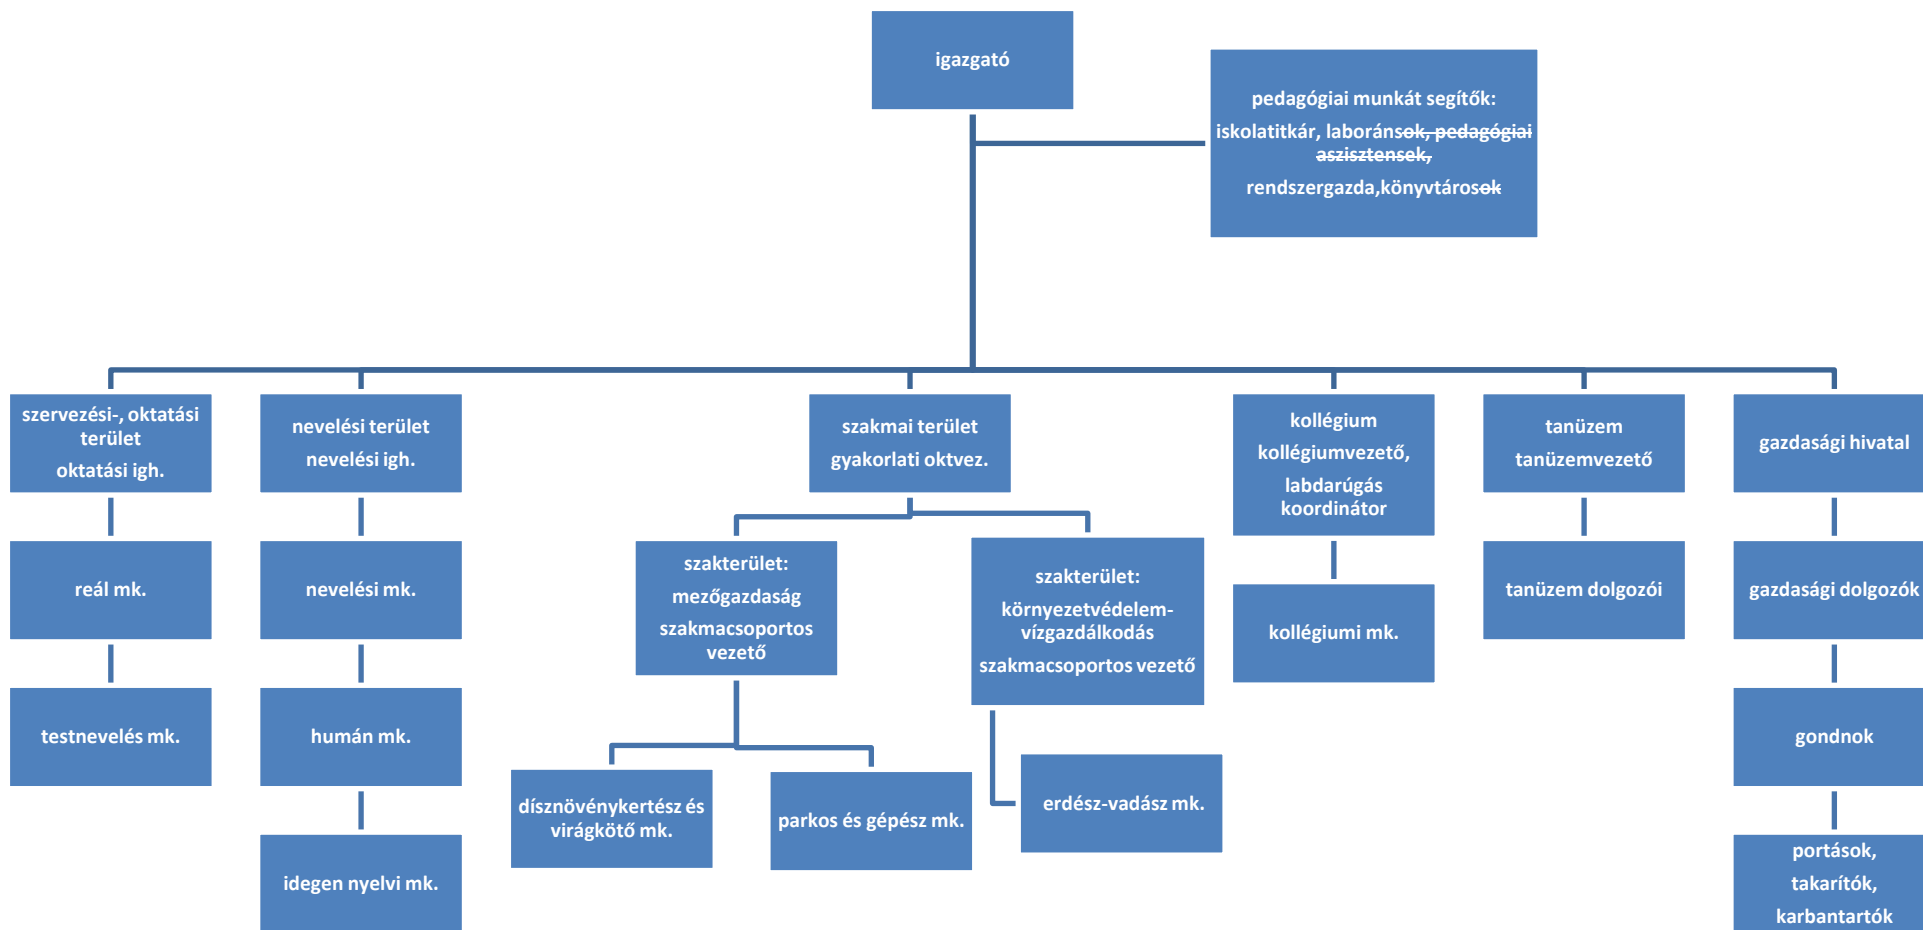 igazgató
pedagógiai munkát segítők:
iskolatitkár, laboránsok, pedagógiai
aszisztensek,
rendszergazda,könyvtárosok
szervezési-, oktatási
terület
oktatási igh.
nevelési terület
nevelési igh.
szakmai terület
gyakorlati oktvez.
kollégium
kollégiumvezető,
labdarúgás
koordinátor
tanüzem
tanüzemvezető
gazdasági hivatal
reál mk.
nevelési mk.
szakterület:
mezőgazdaság
szakmacsoportos
vezető
szakterület:
környezetvédelem-
vízgazdálkodás
szakmacsoportos vezető
kollégiumi mk.
tanüzem dolgozói
gazdasági dolgozók
testnevelés mk.
humán mk.
dísznövénykertész és
virágkötő mk.
parkos és gépész mk.
erdész-vadász mk.
gondnok
idegen nyelvi mk.
portások,
takarítók,
karbantartók